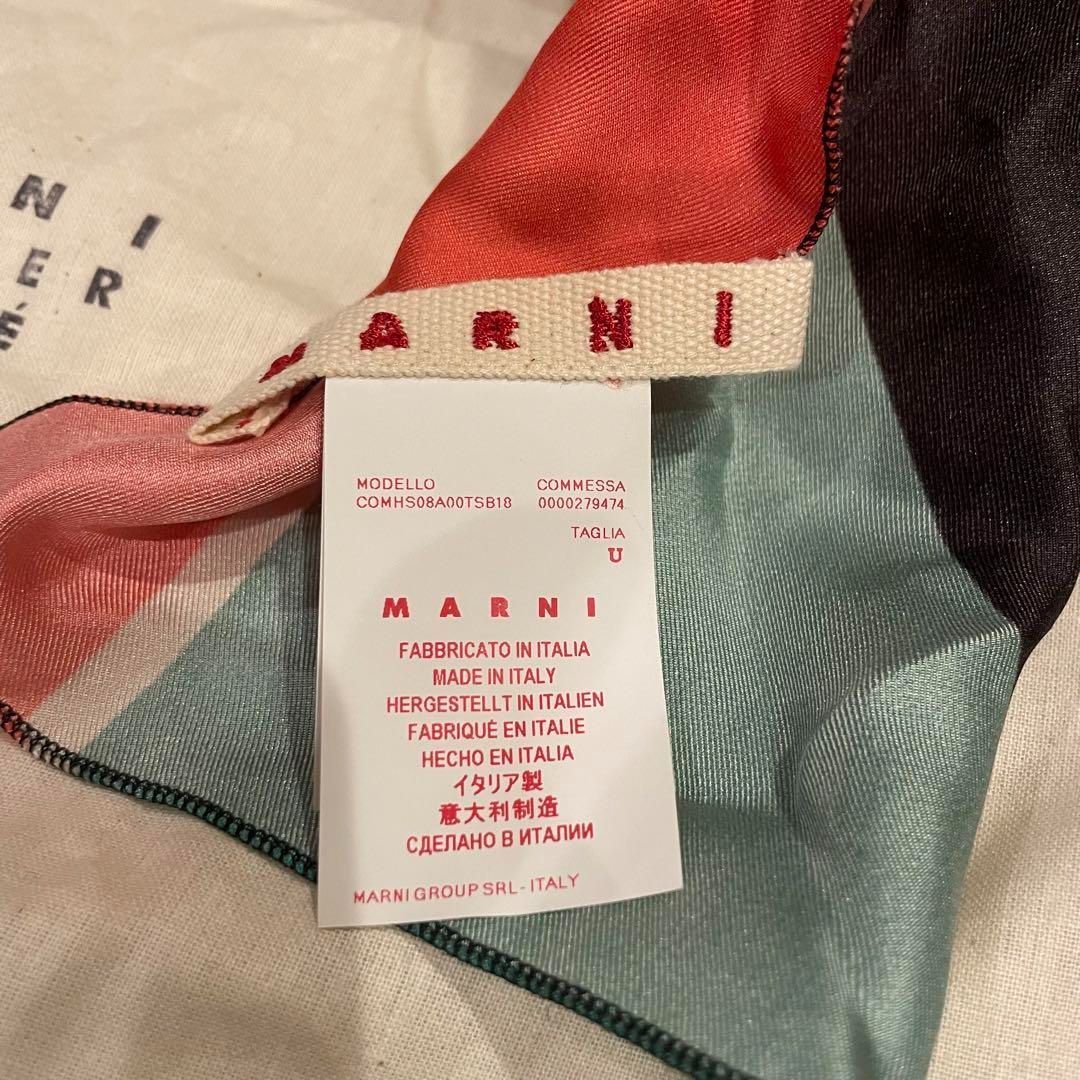 N I
E R
É
M A R N I
MODELLO COMMESSA
COMHS08A00TSB18 0000279474
TAGLIA
U
MARNI
FABBRICATO IN ITALIA
MADE IN ITALY
HERGESTELLT IN ITALIEN
FABRIQUÉ EN ITALIE
HECHO EN ITALIA
イタリア製
意大利制造
СДЕЛАНО В ИТАЛИИ
MARNI GROUP SRL - ITALY